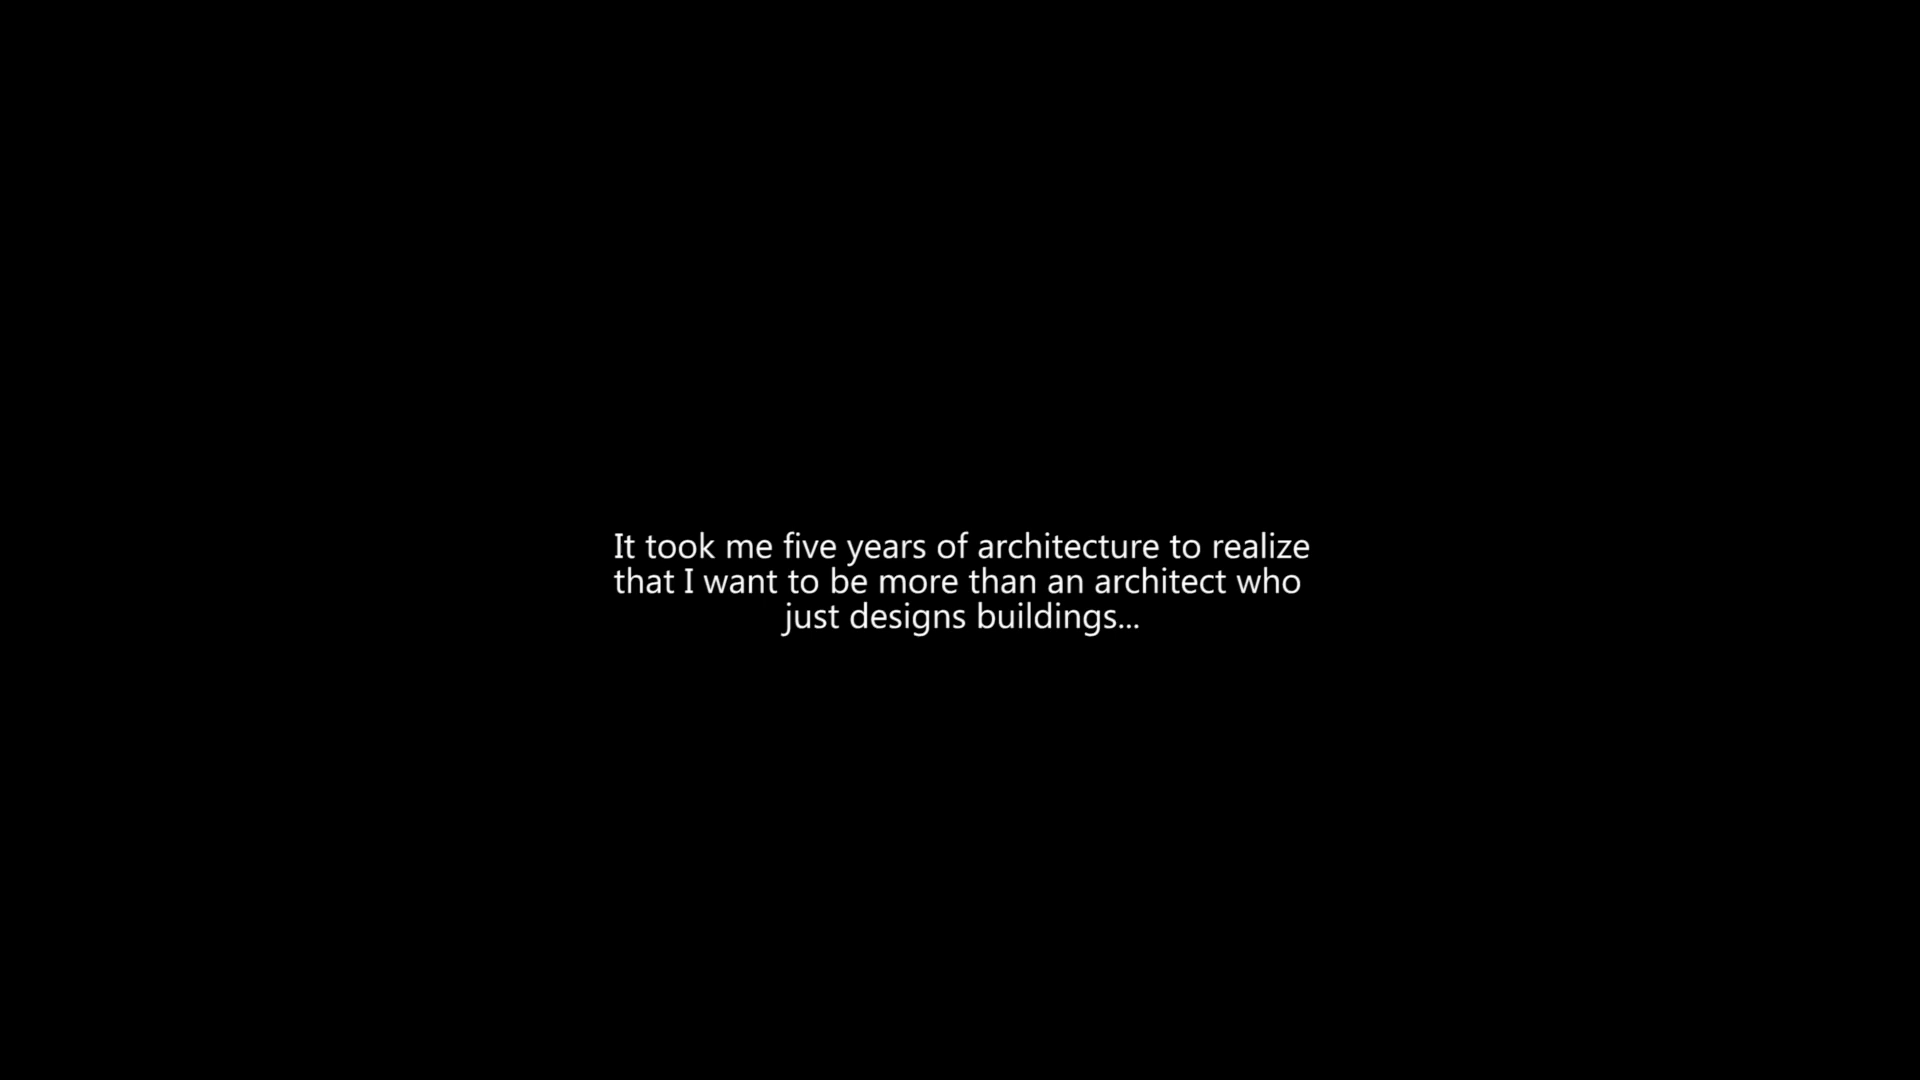 It took me five years of architecture to realize
that I want to be more than an architect who
just designs buildings...